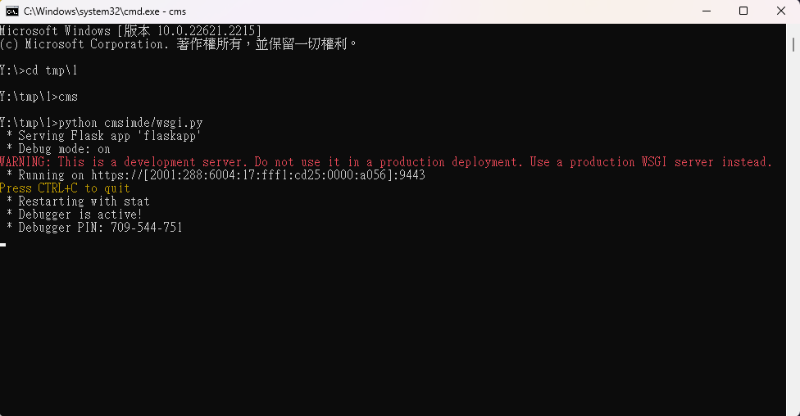 C:\Windows\system32\cmd.exe - cms
Microsoft Windows [版本 10.0.22621.2215]
(c) Microsoft Corporation. 著作權所有，並保留一切權利。
Y:\>cd tmp\1
Y:\tmp\1>cms
Y:\tmp\1>python cmsimde/wsgi.py
* Serving Flask app 'flaskapp'
* Debug mode: on
WARNING: This is a development server. Do not use it in a production deployment. Use a production WSGI server instead.
* Running on https://[2001:288:6004:17:fff1:cd25:0000:a056]:9443
Press CTRL+C to quit
* Restarting with stat
* Debugger is active!
* Debugger PIN: 709-544-751